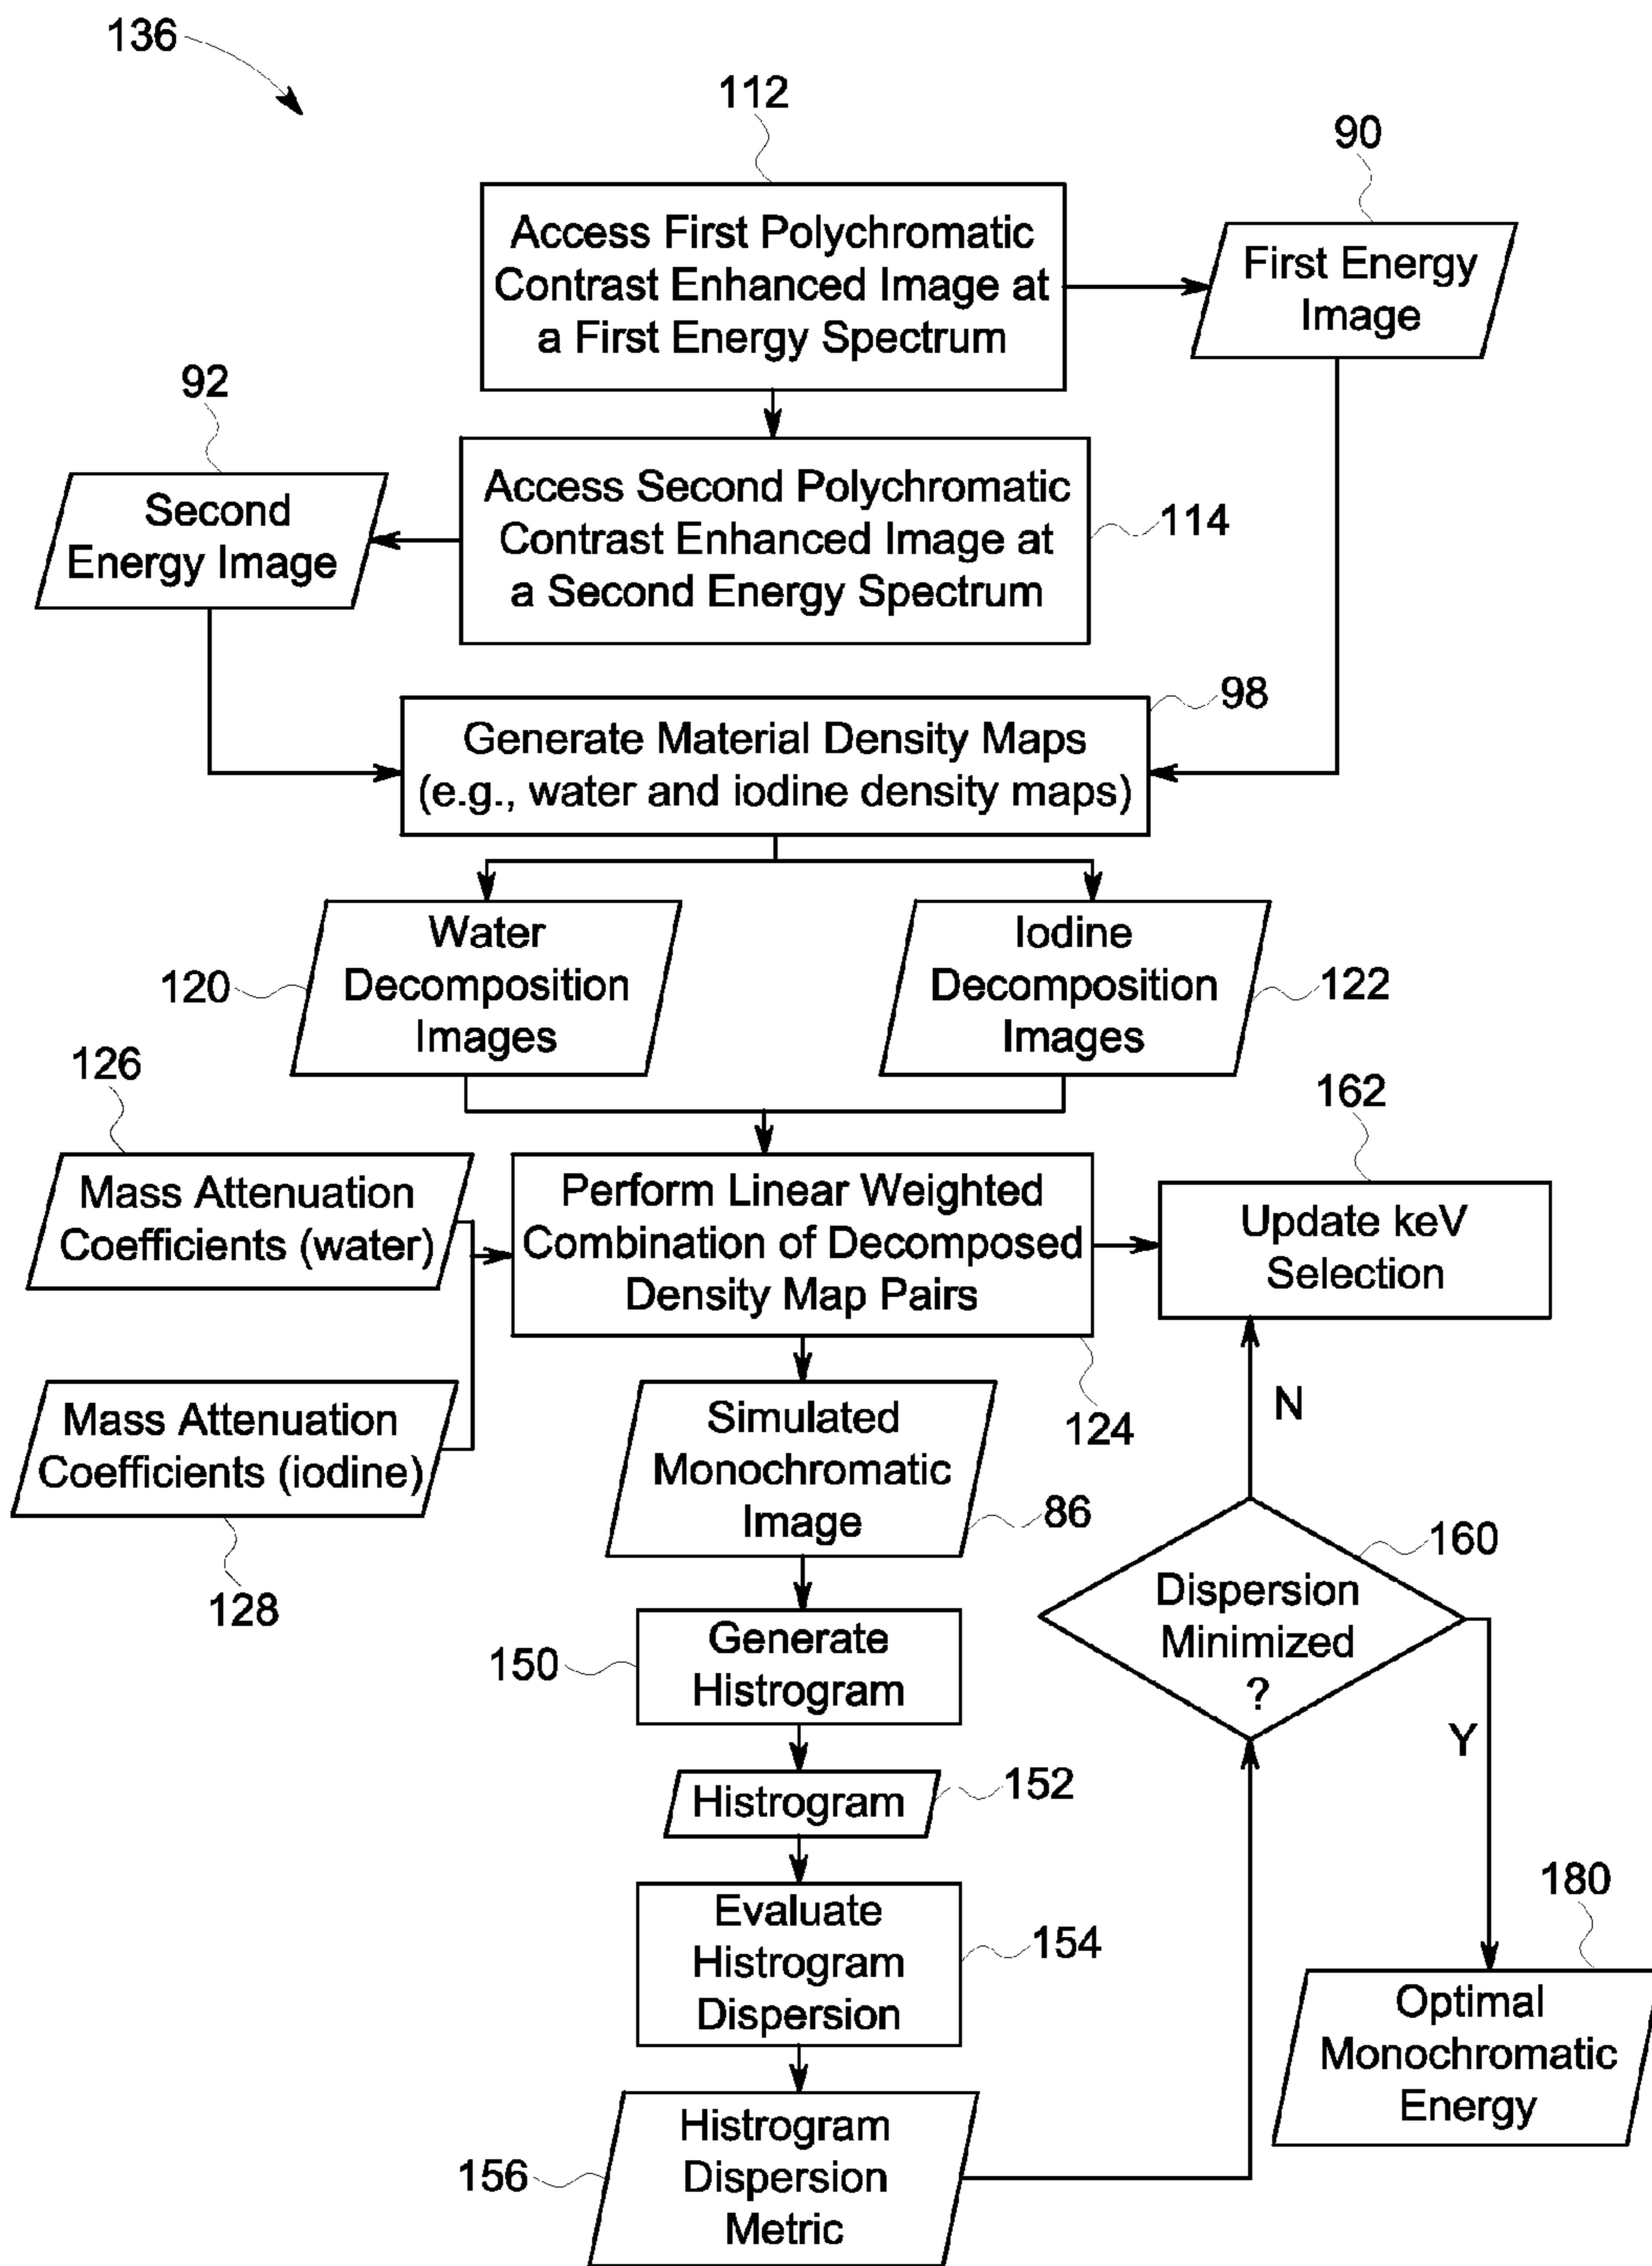 136
112
90
Access First Polychromatic
Contrast Enhanced Image at
a First Energy Spectrum
First Energy
Image
92
Second
Energy Image
Access Second Polychromatic
Contrast Enhanced Image at
a Second Energy Spectrum
114
98
Generate Material Density Maps
(e.g., water and iodine density maps)
Water
Decomposition
Images
120
Iodine
Decomposition
Images
122
126
162
Mass Attenuation
Coefficients (water)
Perform Linear Weighted
Combination of Decomposed
Density Map Pairs
Update keV
Selection
Mass Attenuation
Coefficients (iodine)
128
124
N
Simulated
Monochromatic
Image
86
160
Dispersion
Minimized
?
150
Generate
Histrogram
Y
Histrogram
152
Evaluate
Histrogram
Dispersion
154
180
Optimal
Monochromatic
Energy
156
Histrogram
Dispersion
Metric